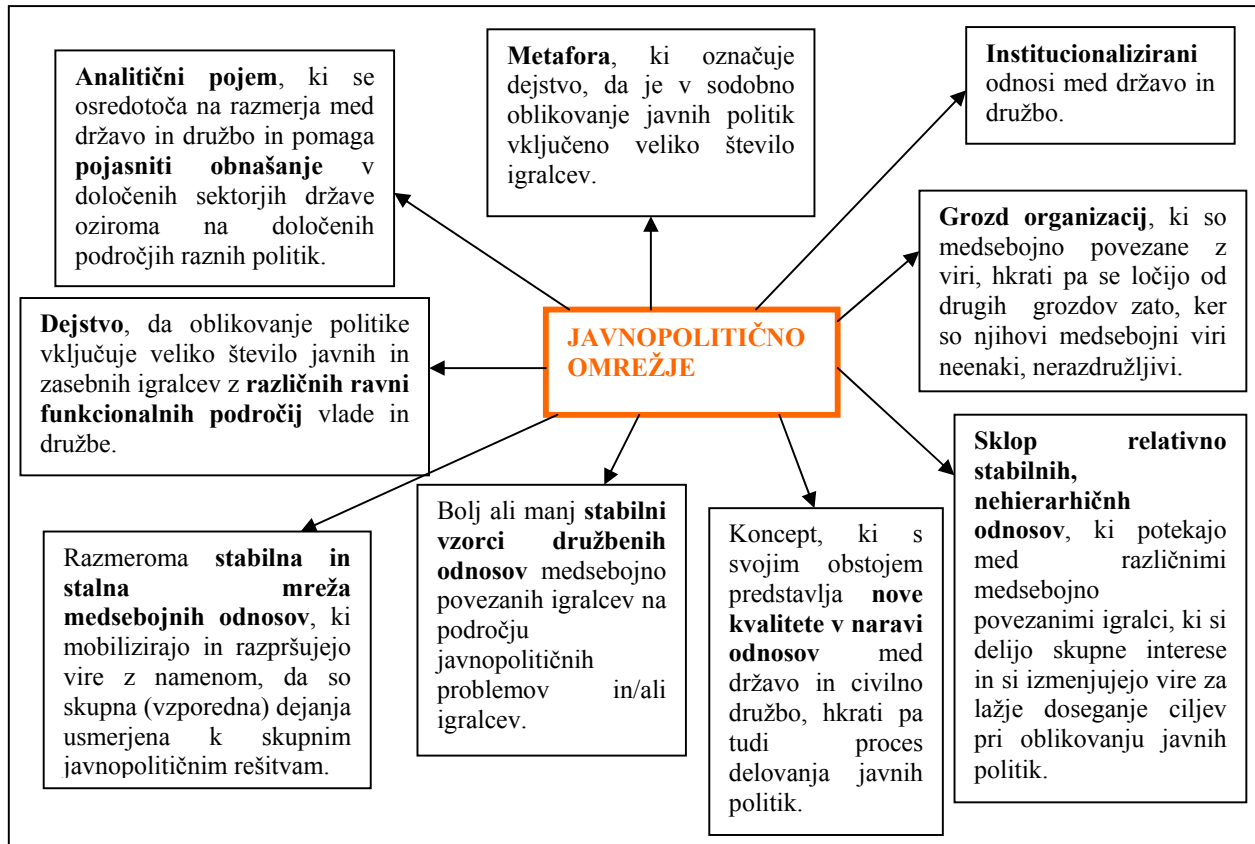 Analitični pojem, ki se
osredotoča na razmerja med
državo in družbo in pomaga
pojasniti obnašanje v
določenih sektorjih države
oziroma na določenih
področjih raznih politik.
Metafora, ki označuje
dejstvo, da je v sodobno
oblikovanje javnih politik
vključeno veliko število
igralcev.
Institucionalizirani
odnosi med državo in
družbo.
Grozd organizacij, ki so
medsebojno povezane z
viri, hkrati pa se ločijo od
drugih grozdov zato, ker
so njihovi medsebojni viri
neenaki, nerazdružljivi.
JAVNOPOLITIČNO
OMREŽJE
Dejstvo, da oblikovanje politike
vključuje veliko število javnih in
zasebnih igralcev z različnih ravni
funkcionalnih področij vlade in
družbe.
Razmeroma stabilna in
stalna mreža
medsebojnih odnosov, ki
mobilizirajo in razpršujejo
vire z namenom, da so
skupna (vzporedna) dejanja
usmerjena k skupnim
javnopolitičnim rešitvam.
Bolj ali manj stabilni
vzorci družbenih
odnosov medsebojno
povezanih igralcev na
področju
javnopolitičnih
problemov in/ali
igralcev.
Koncept, ki s
svojim obstojem
predstavlja nove
kvalitete v naravi
odnosov med
državo in civilno
družbo, hkrati pa
tudi proces
delovanja javnih
politik.
Sklop relativno
stabilnih,
nehierarhičnh
odnosov, ki potekajo
med različnimi
medsebojno
povezanimi igralci, ki si
delijo skupne interese
in si izmenjujejo vire za
lažje doseganje ciljev
pri oblikovanju javnih
politik.